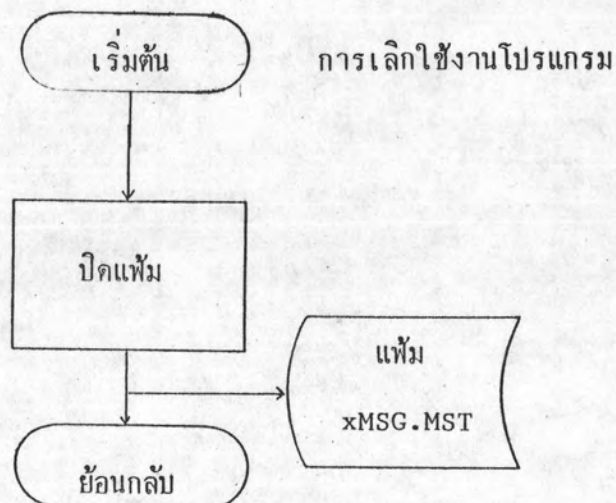 เริ่มต้น
การเลิกใช้งานโปรแกรม
ปิดแฟ้ม
แฟ้ม
xMSG.MST
ย้อนกลับ